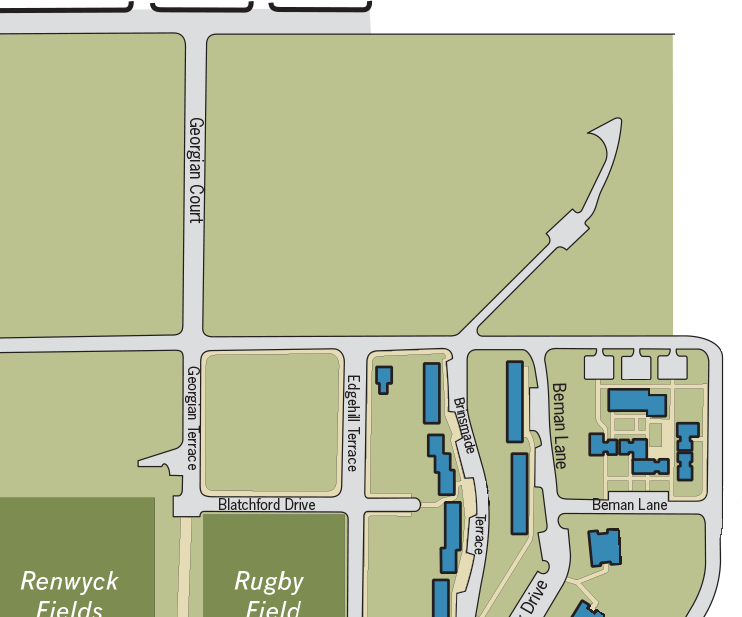 Georgian Court
Georgian Terrace
Edgehill Terrace
Brinsmade
Terrace
Beman Lane
Beman Lane
Blatchford Drive
Drive
Renwyck
Fields
Rugby
Field